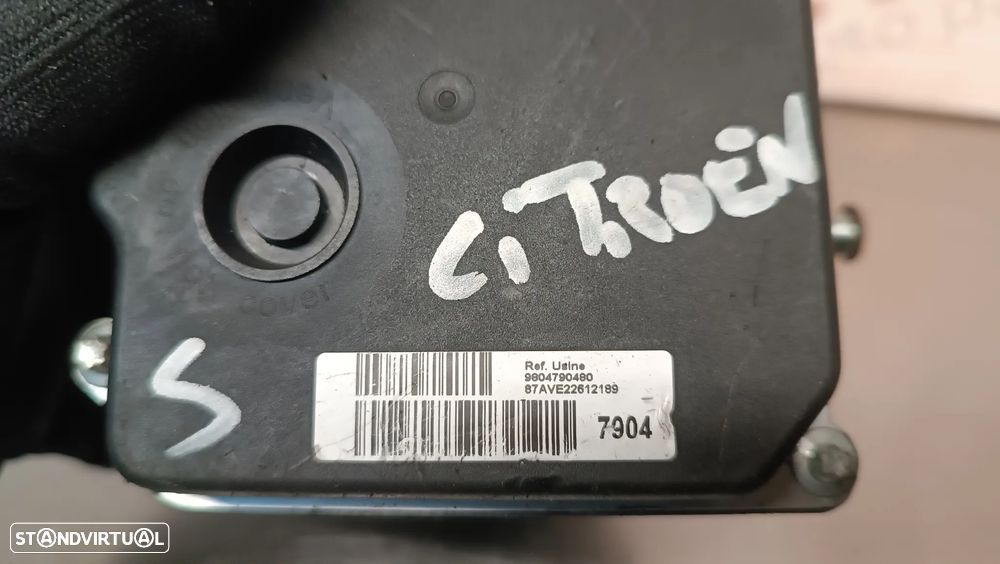 CiTROËN
cover
S
Ref. Usine
9804790480
87AVE22612189
7904
STANDVIRTUAL